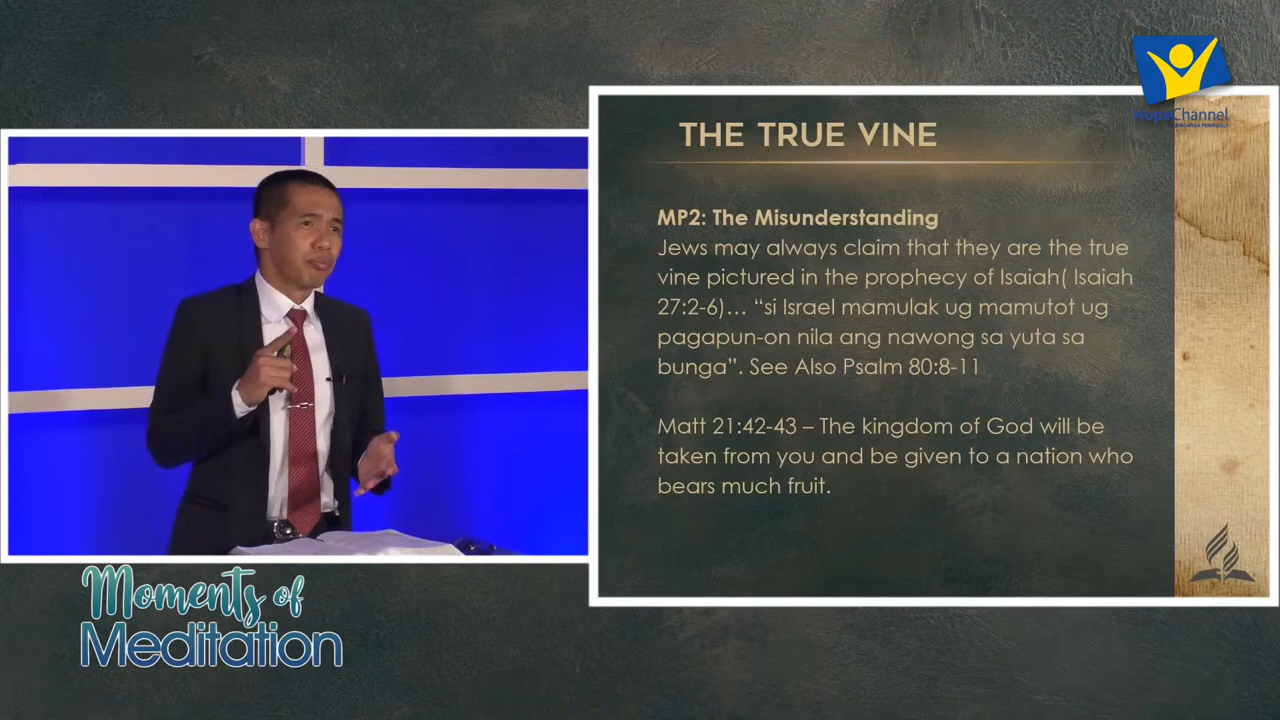 HopeChannel
THE TRUE VINE
MP2: The Misunderstanding
Jews may always claim that they are the true
vine pictured in the prophecy of Isaiah( Isaiah
27:2-6)… “si Israel mamulak ug mamutot ug
pagapun-on nila ang nawong sa yuta sa
bunga”. See Also Psalm 80:8-11
Matt 21:42-43 – The kingdom of God will be
taken from you and be given to a nation who
bears much fruit.
Moments of
Meditation